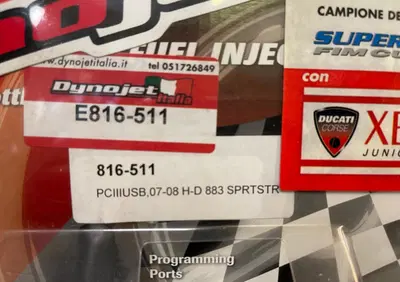 CAMPIONE DE
FUEL INJEC
www.dynojetitalia.it
tel 051726849
SUPER
FIM CU
Dynojet
italia
E816-511
con
DUCATI
CORSE
XE
JUNIO
816-511
PCIIIUSB,07-08 H-D 883 SPRTSTR
Programming
Ports